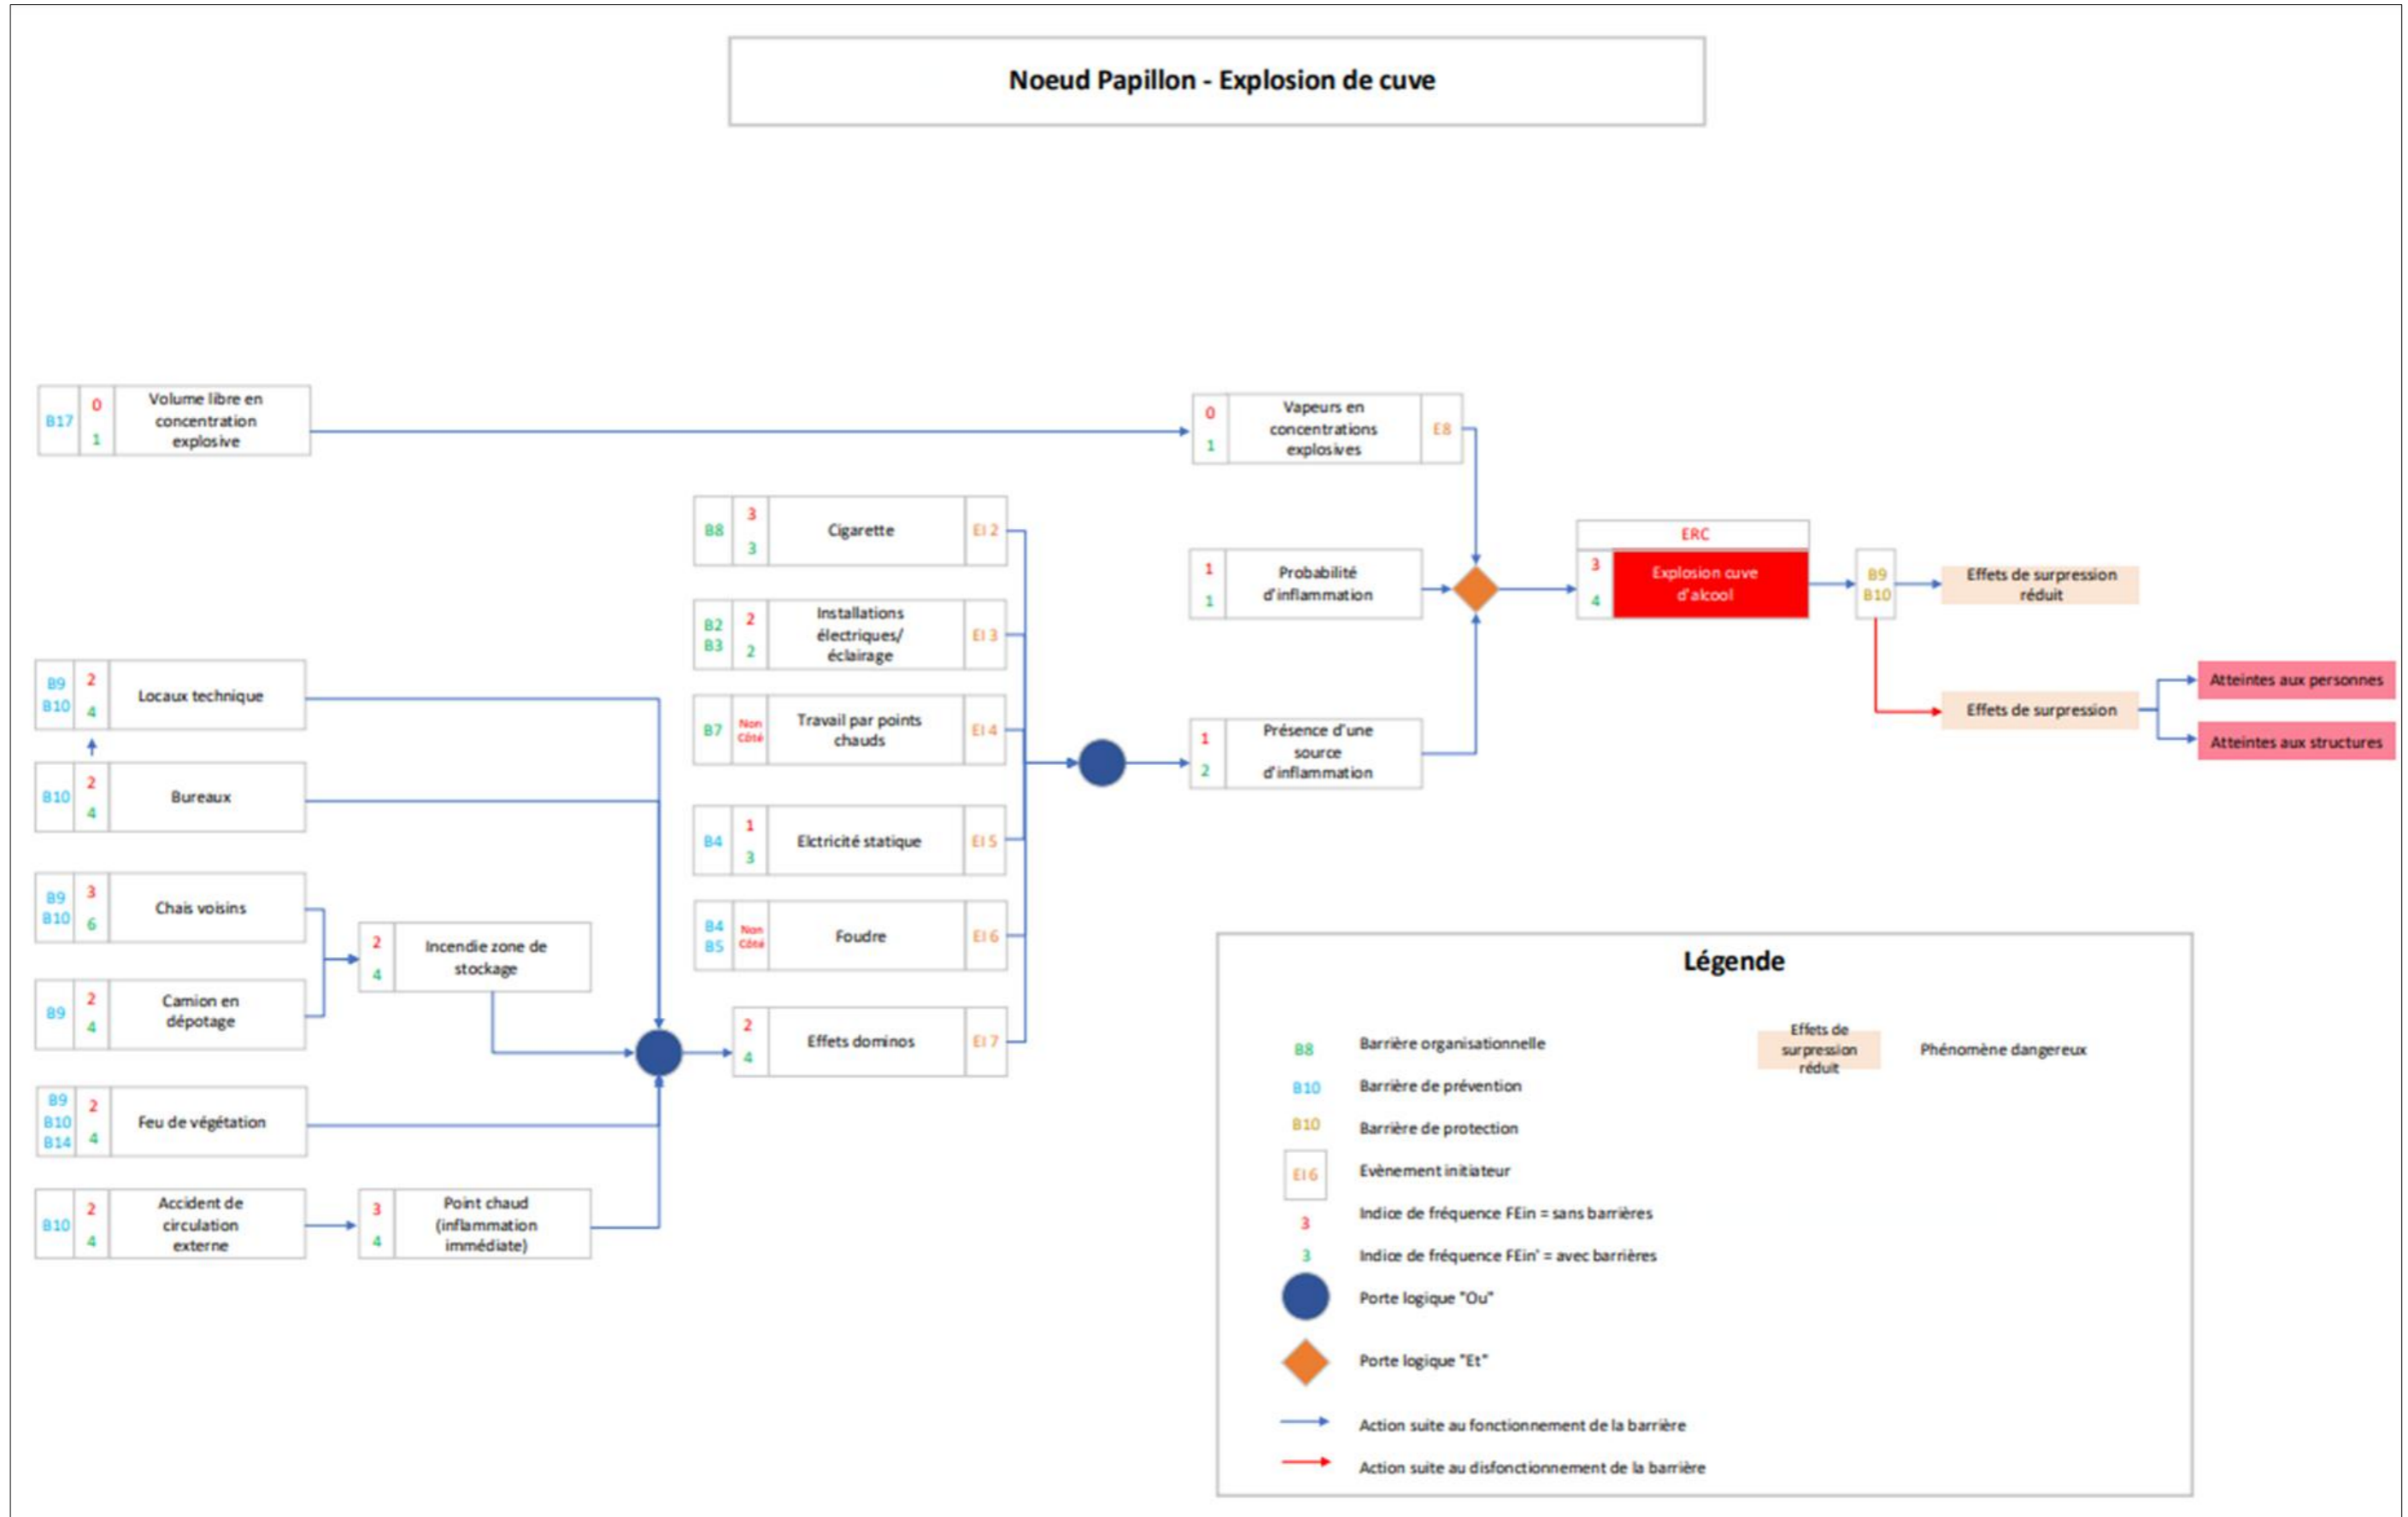 Noeud Papillon - Explosion de cuve
B17
0
1
Volume libre en
concentration
explosive
0
1
Vapeurs en
concentrations
explosives
E8
B8
3
3
Cigarette
EI 2
B2
B3
2
2
Installations
électriques/
éclairage
EI 3
B7
Non
Côté
Travail par points
chauds
EI 4
B4
1
3
Elctricité statique
EI 5
B4
B5
Non
Côté
Foudre
EI 6
2
4
Effets dominos
EI 7
B9
B10
2
4
Locaux technique
B10
2
4
Bureaux
B9
B10
3
6
Chais voisins
B9
2
4
Camion en
dépotage
2
4
Incendie zone de
stockage
B9
B10
B14
2
4
Feu de végétation
B10
2
4
Accident de
circulation
externe
3
4
Point chaud
(inflammation
immédiate)
1
1
Probabilité
d'inflammation
1
2
Présence d'une
source
d'inflammation
ERC
3
4
Explosion cuve
d'alcool
B9
B10
Effets de surpression
réduit
Effets de surpression
Atteintes aux personnes
Atteintes aux structures
Légende
B8
Barrière organisationnelle
B10
Barrière de prévention
B10
Barrière de protection
EI 6
Evènement initiateur
3
Indice de fréquence FEin = sans barrières
3
Indice de fréquence FEin' = avec barrières
Porte logique "Ou"
Porte logique "Et"
Action suite au fonctionnement de la barrière
Action suite au disfonctionnement de la barrière
Effets de
surpression
réduit
Phénomène dangereux